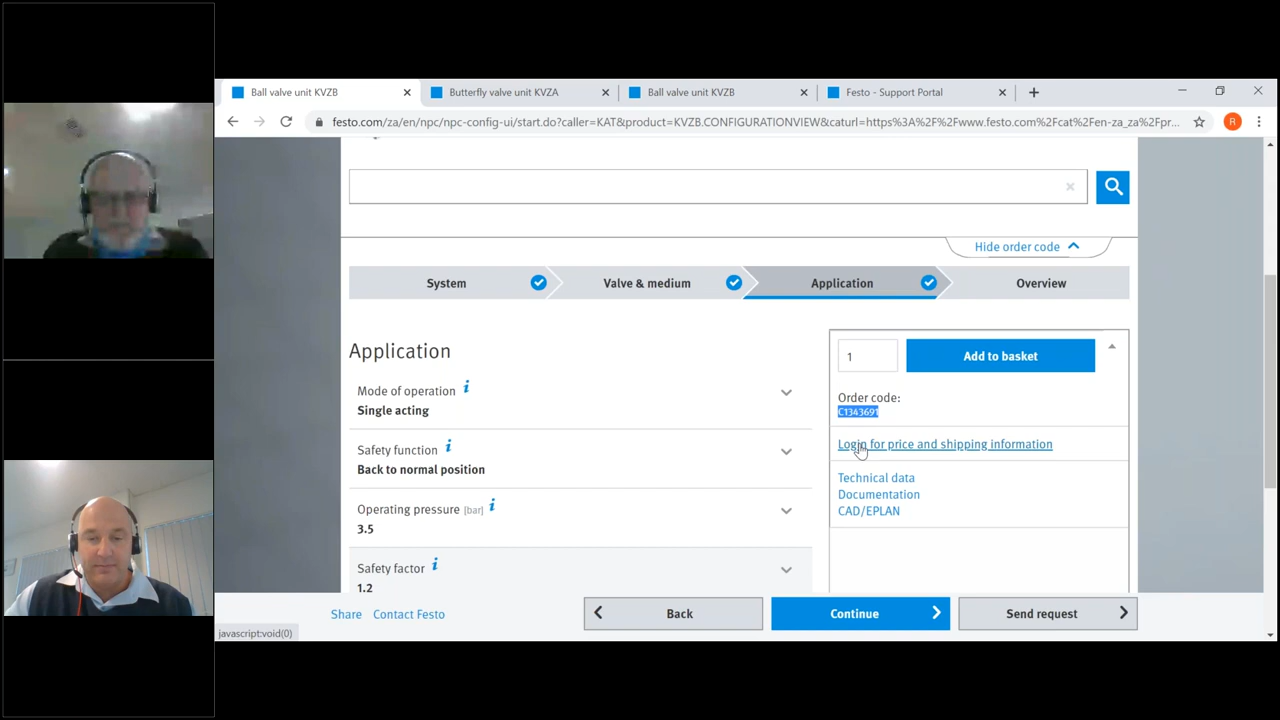 Ball valve unit KVZB
Butterfly valve unit KVZA
Ball valve unit KVZB
Festo - Support Portal
festo.com/za/en/npc/npc-config-ui/start.do?caller=KAT&product=KVZB.CONFIGURATIONVIEW&caturl=https%3A%2F%2Fwww.festo.com%2Fcat%2Fen-za_za%2Fpr...
R
Hide order code
System
Valve & medium
Application
Overview
Application
Mode of operation i
Single acting
Safety function i
Back to normal position
Operating pressure [bar] i
3.5
Safety factor i
1.2
1
Add to basket
Order code:
C1343691
Login for price and shipping information
Technical data
Documentation
CAD/EPLAN
Share
Contact Festo
Back
Continue
Send request
javascript:void(0)